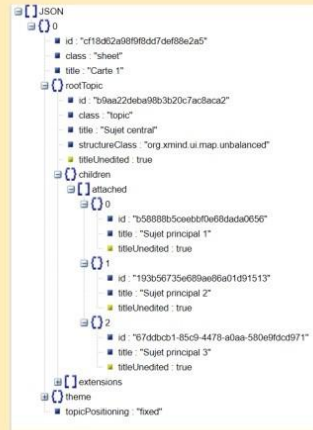 [ ] JSON
{ } 0
id : "cf18d62a98f9f8dd7def88e2a5"
class : "sheet"
title : "Carte 1"
{ } rootTopic
id : "b9aa22deba98b3b20c7ac8aca2"
class : "topic"
title : "Sujet central"
structureClass : "org.xmind.ui.map.unbalanced"
titleUnedited : true
{ } children
[ ] attached
{ } 0
id : "b58888b5ceebbf0e68dada0656"
title : "Sujet principal 1"
titleUnedited : true
{ } 1
id : "193b56735e689ae86a01d91513"
title : "Sujet principal 2"
titleUnedited : true
{ } 2
id : "67ddbcb1-85c9-4478-a0aa-580e9fdcd971"
title : "Sujet principal 3"
titleUnedited : true
[ ] extensions
{ } theme
topicPositioning : "fixed"